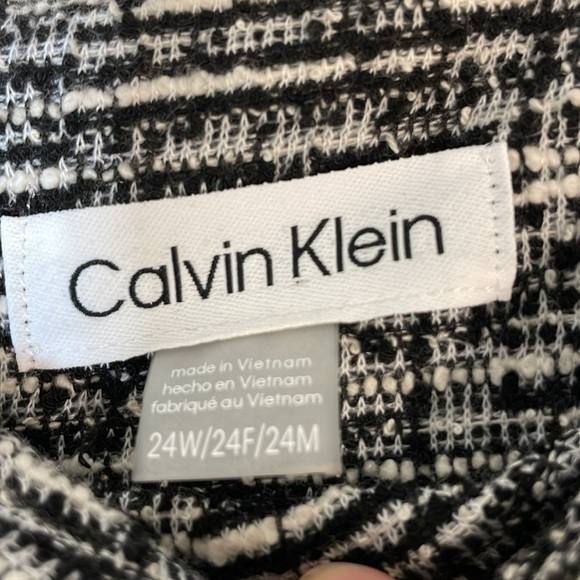 Calvin Klein
made in Vietnam
hecho en Vietnam
fabriqué au Vietnam
24W/24F/24M